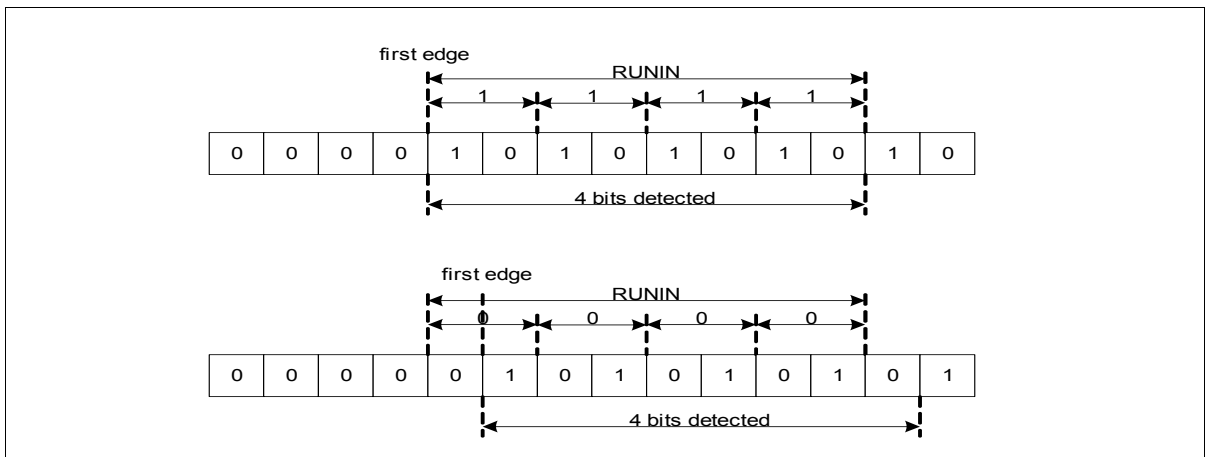 first edge
RUNIN
1 1 1 1
0 0 0 0 1 0 1 0 1 0 1 0 1 0
4 bits detected
first edge
RUNIN
0 0 0 0
0 0 0 0 0 1 0 1 0 1 0 1 0 1
4 bits detected